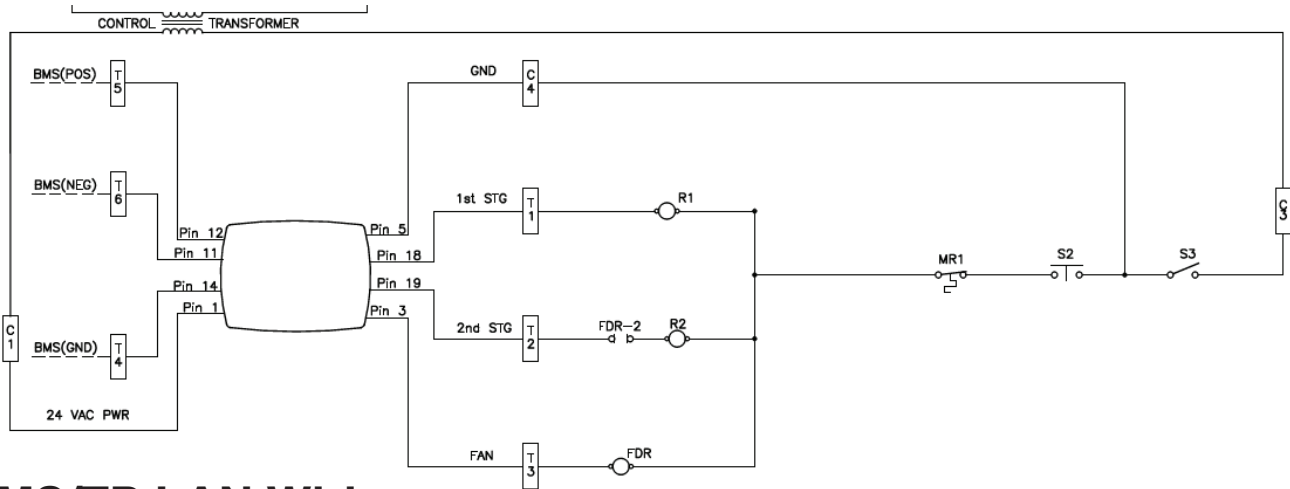 CONTROL TRANSFORMER
BMS(POS)
T 5
GND
C 4
BMS(NEG)
T 6
1st STG
T 1
R1
C 3
Pin 12
Pin 5
Pin 11
Pin 18
MR1
S2
S3
Pin 14
Pin 19
Pin 1
Pin 3
C 1
BMS(GND)
T 4
2nd STG
T 2
FDR-2
R2
24 VAC PWR
FAN
T 3
FDR